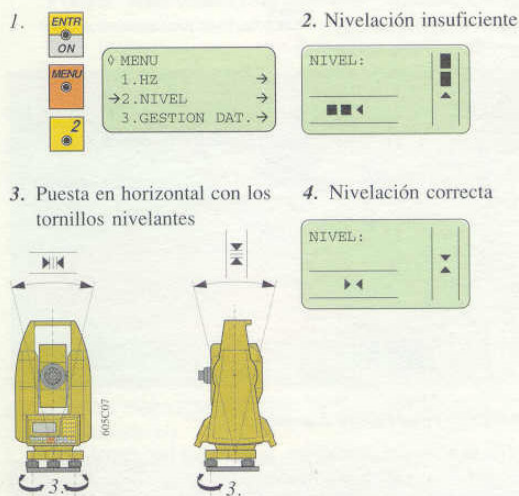 1.
ENTR
ON
MENU
2
◊ MENU
1.HZ →
→2.NIVEL →
3.GESTION DAT.→
2. Nivelación insuficiente
NIVEL:
3. Puesta en horizontal con los
tornillos nivelantes
605C07
3.
3.
4. Nivelación correcta
NIVEL: